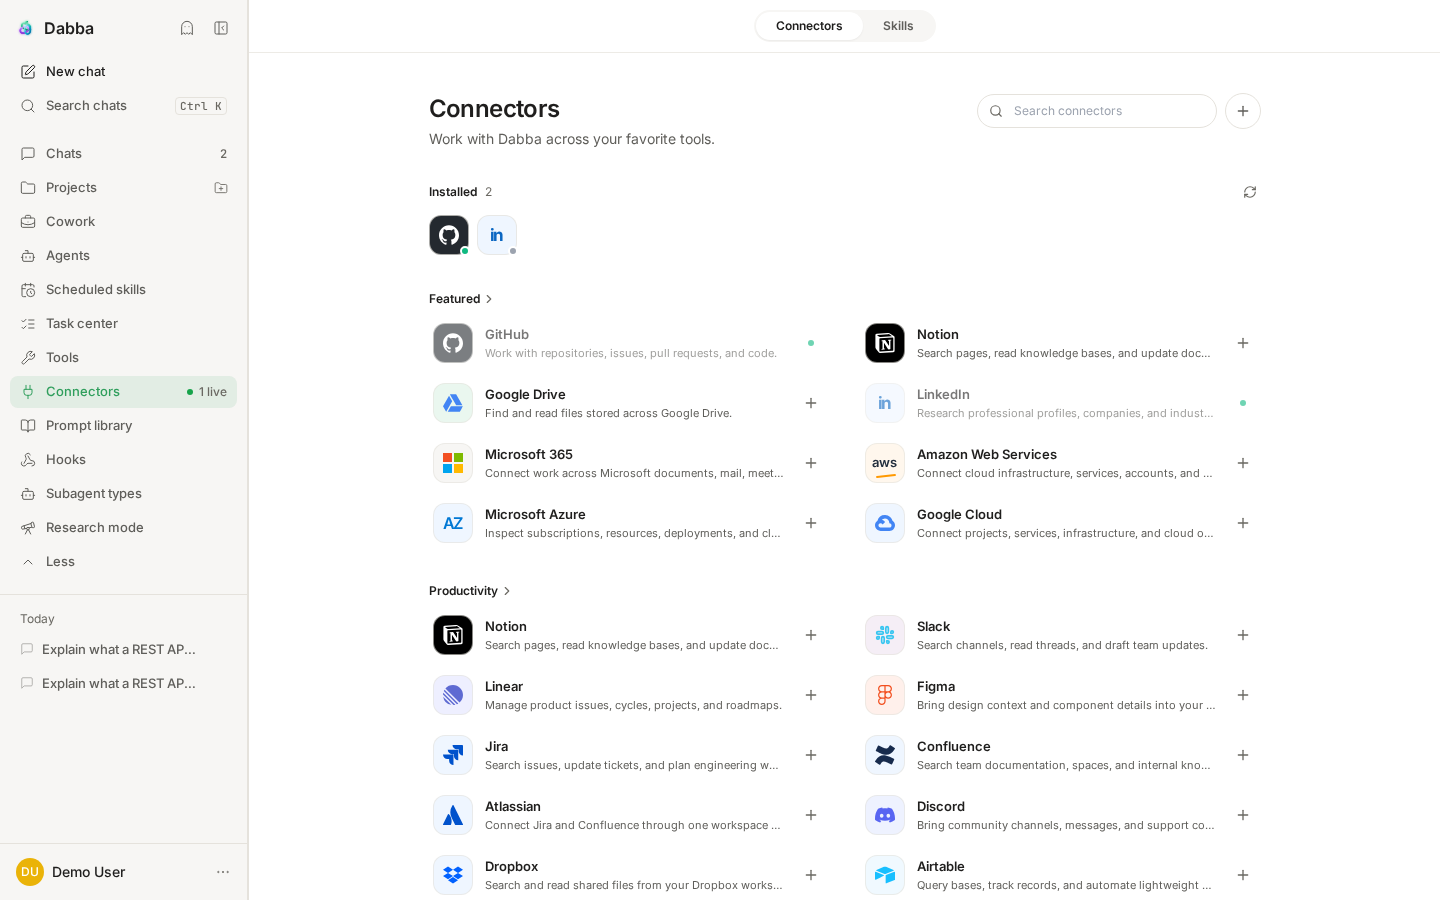 Dabba
New chat
Search chats
Ctrl K
Chats
2
Projects
Cowork
Agents
Scheduled skills
Task center
Tools
Connectors
1 live
Prompt library
Hooks
Subagent types
Research mode
Less
Today
Explain what a REST AP...
Explain what a REST AP...
DU
Demo User
Connectors
Skills
Connectors
Work with Dabba across your favorite tools.
Search connectors
Installed 2
in
Featured
GitHub
Work with repositories, issues, pull requests, and code.
Notion
Search pages, read knowledge bases, and update doc...
Google Drive
Find and read files stored across Google Drive.
in
LinkedIn
Research professional profiles, companies, and indust...
Microsoft 365
Connect work across Microsoft documents, mail, meet...
aws
Amazon Web Services
Connect cloud infrastructure, services, accounts, and ...
AZ
Microsoft Azure
Inspect subscriptions, resources, deployments, and cl...
Google Cloud
Connect projects, services, infrastructure, and cloud o...
Productivity
Notion
Search pages, read knowledge bases, and update doc...
Slack
Search channels, read threads, and draft team updates.
Linear
Manage product issues, cycles, projects, and roadmaps.
Figma
Bring design context and component details into your ...
Jira
Search issues, update tickets, and plan engineering w...
Confluence
Search team documentation, spaces, and internal kno...
Atlassian
Connect Jira and Confluence through one workspace ...
Discord
Bring community channels, messages, and support co...
Dropbox
Search and read shared files from your Dropbox works...
Airtable
Query bases, track records, and automate lightweight ...